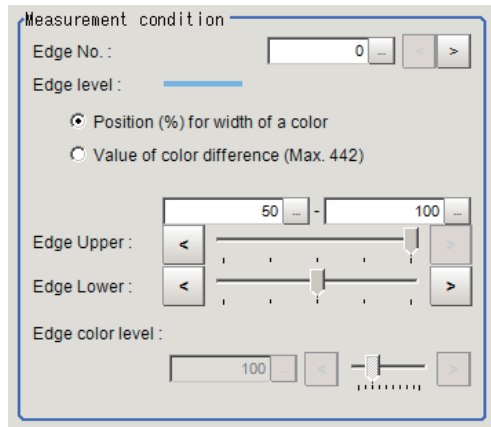 Measurement condition
Edge No. : 0 ... < >
Edge level :
Position (%) for width of a color
Value of color difference (Max. 442)
50 ... - 100 ...
Edge Upper : < >
Edge Lower : < >
Edge color level :
100 ... < >